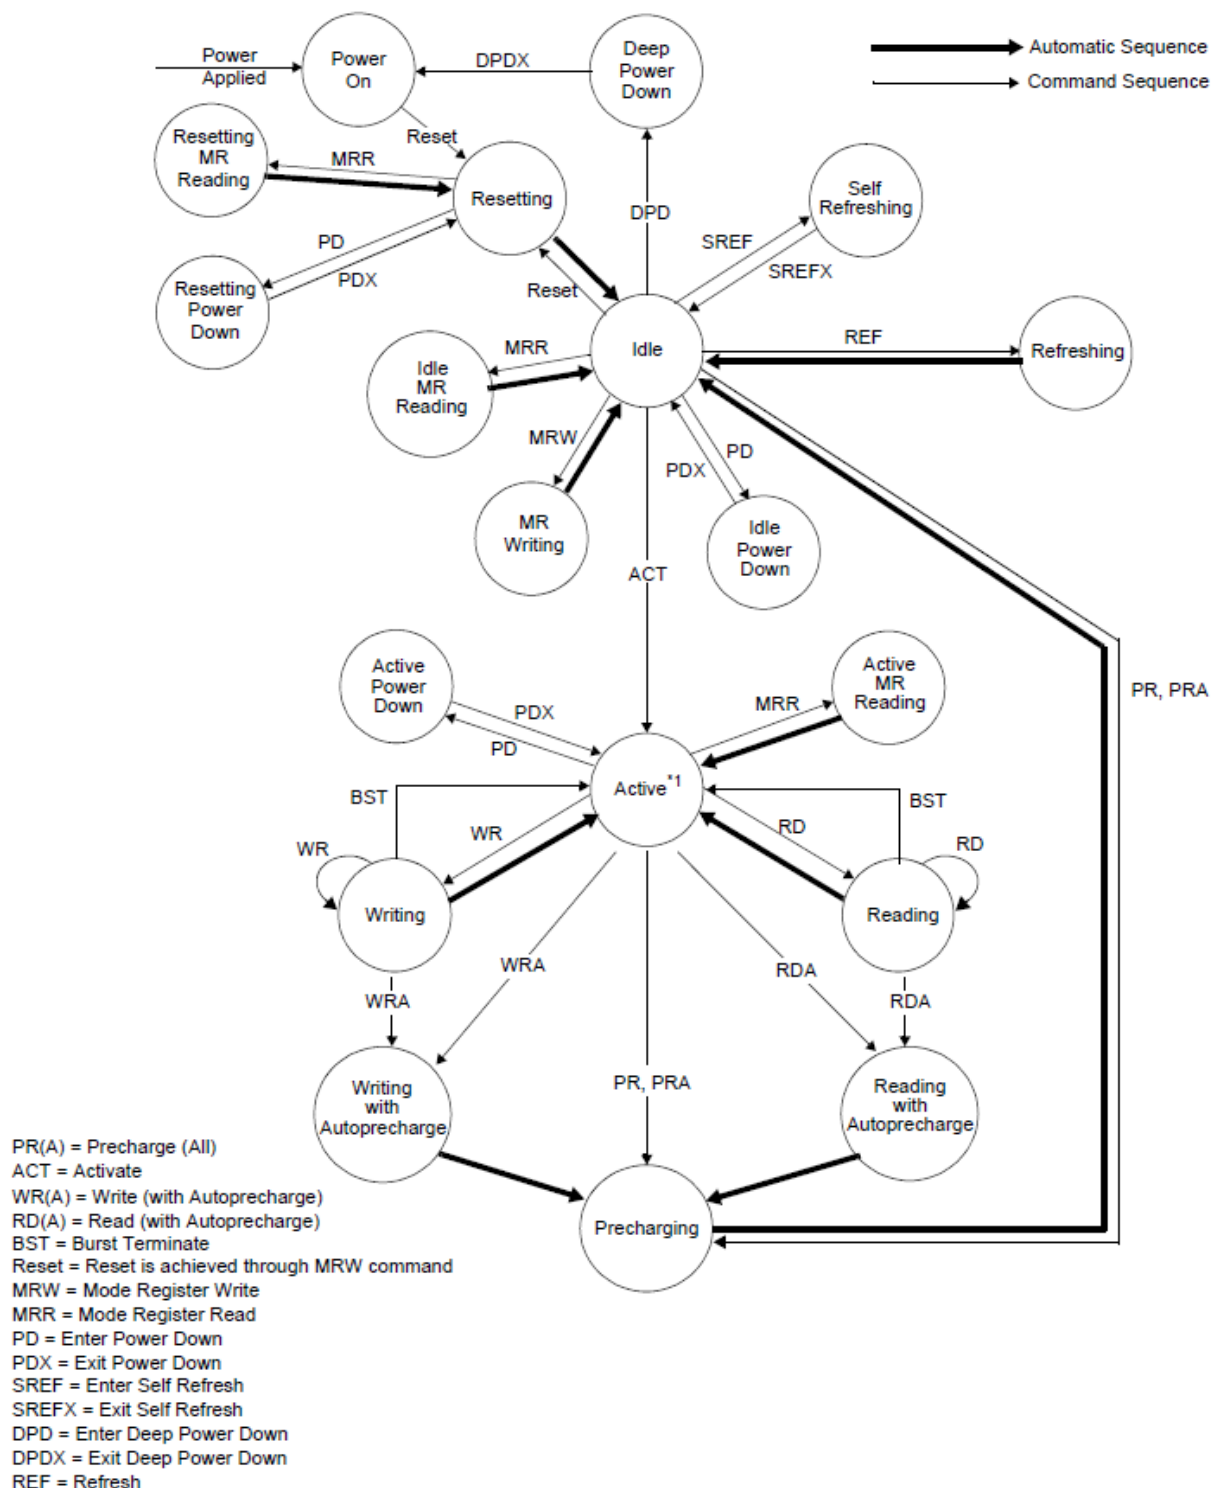 Power
Applied
Power
On
DPDX
Deep
Power
Down
Automatic Sequence
Command Sequence
Reset
Resetting
MR
Reading
MRR
Resetting
PD
PDX
Resetting
Power
Down
DPD
Reset
SREF
SREFX
Self
Refreshing
Idle
REF
Refreshing
MRR
Idle
MR
Reading
MRW
MR
Writing
PD
PDX
Idle
Power
Down
ACT
PR, PRA
Active
Power
Down
PDX
PD
MRR
Active
MR
Reading
Active*1
BST
WR
WR
Writing
BST
RD
RD
Reading
WRA
WRA
RDA
RDA
Writing
with
Autoprecharge
PR, PRA
Reading
with
Autoprecharge
Precharging
PR(A) = Precharge (All)
ACT = Activate
WR(A) = Write (with Autoprecharge)
RD(A) = Read (with Autoprecharge)
BST = Burst Terminate
Reset = Reset is achieved through MRW command
MRW = Mode Register Write
MRR = Mode Register Read
PD = Enter Power Down
PDX = Exit Power Down
SREF = Enter Self Refresh
SREFX = Exit Self Refresh
DPD = Enter Deep Power Down
DPDX = Exit Deep Power Down
REF = Refresh